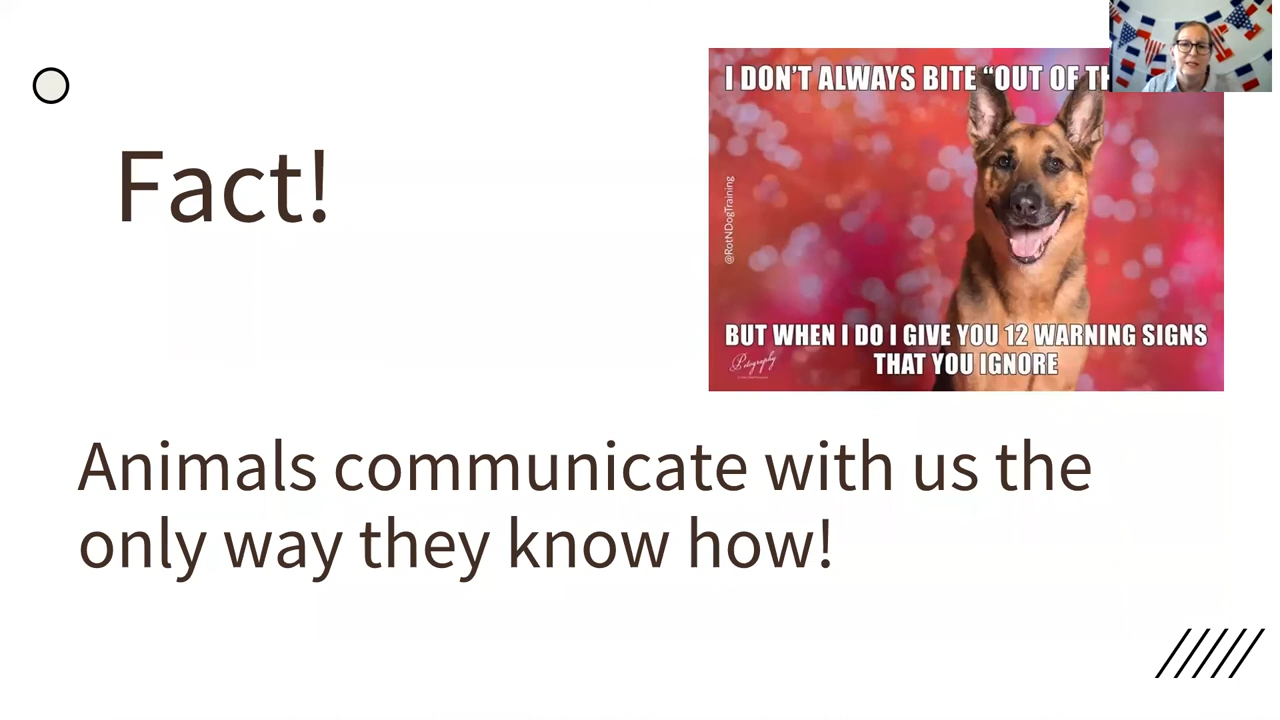 Fact!
I DON'T ALWAYS BITE “OUT OF
@RotNDogTraining
BUT WHEN I DO I GIVE YOU 12 WARNING SIGNS
THAT YOU IGNORE
Petography
Animals communicate with us the
only way they know how!